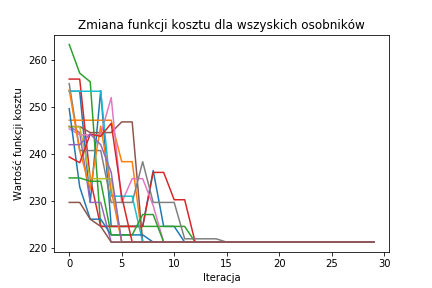 Zmiana funkcji kosztu dla wszyskich osobników
Wartość funkcji kosztu
260
250
240
230
220
0 5 10 15 20 25 30
Iteracja